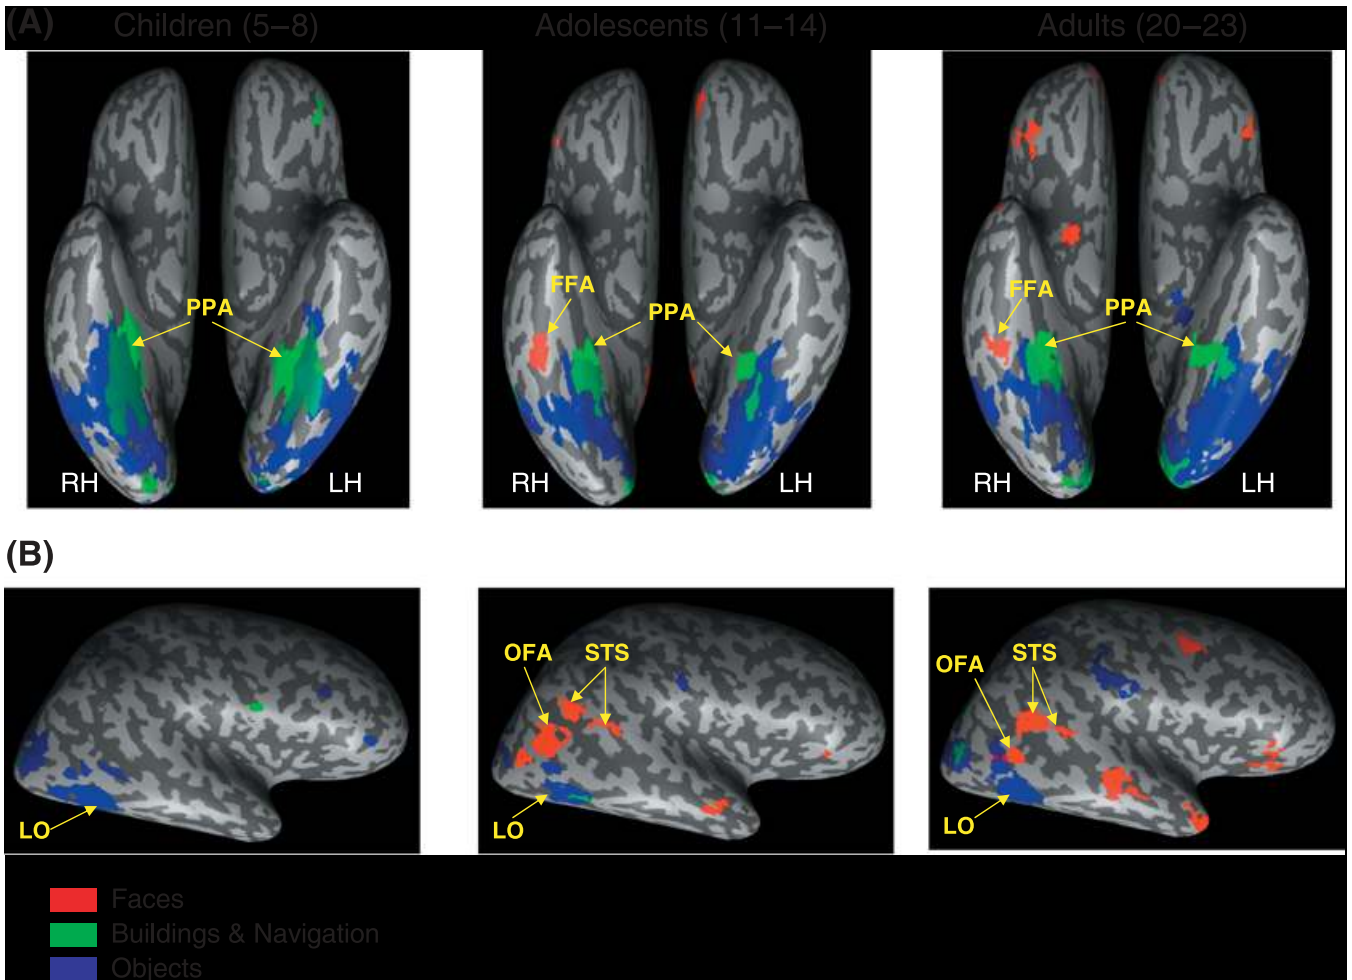 (A) Children (5–8) Adolescents (11–14) Adults (20–23)
FFA FFA
PPA PPA PPA
RH LH RH LH RH LH
(B)
OFA STS OFA STS
LO LO LO
Faces
Buildings & Navigation
Objects